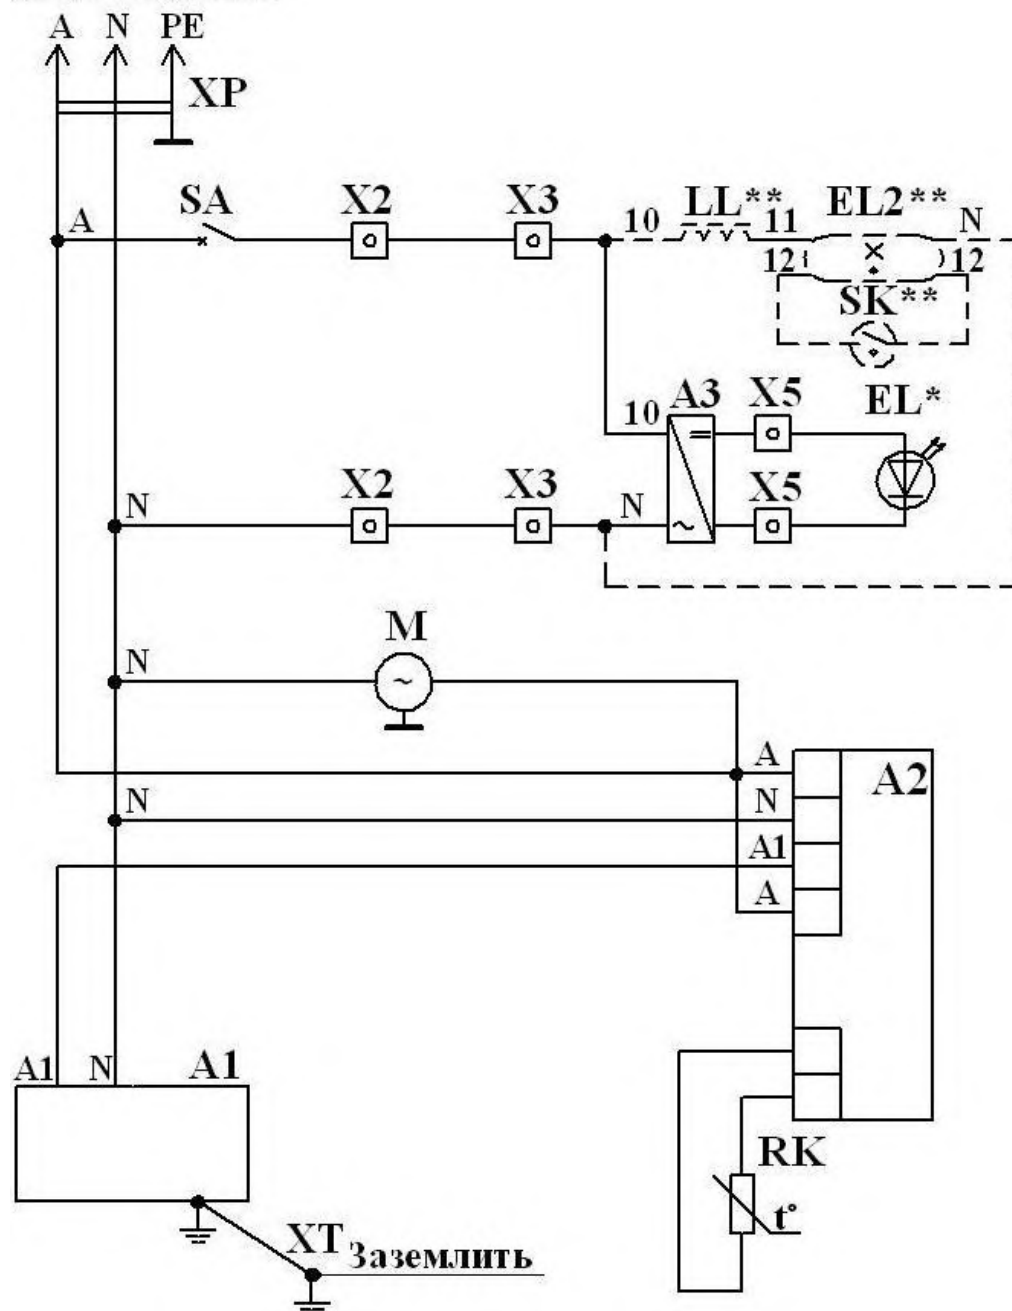 A N PE
XP
SA X2 X3 LL** EL2**
A 10 11 N
12 12
SK**
A3 X5 EL*
10
X2 X3 X5
N N
M
N
A
A2
N
N
A1
A
A1 N A1
RK
t°
XT Заземлить